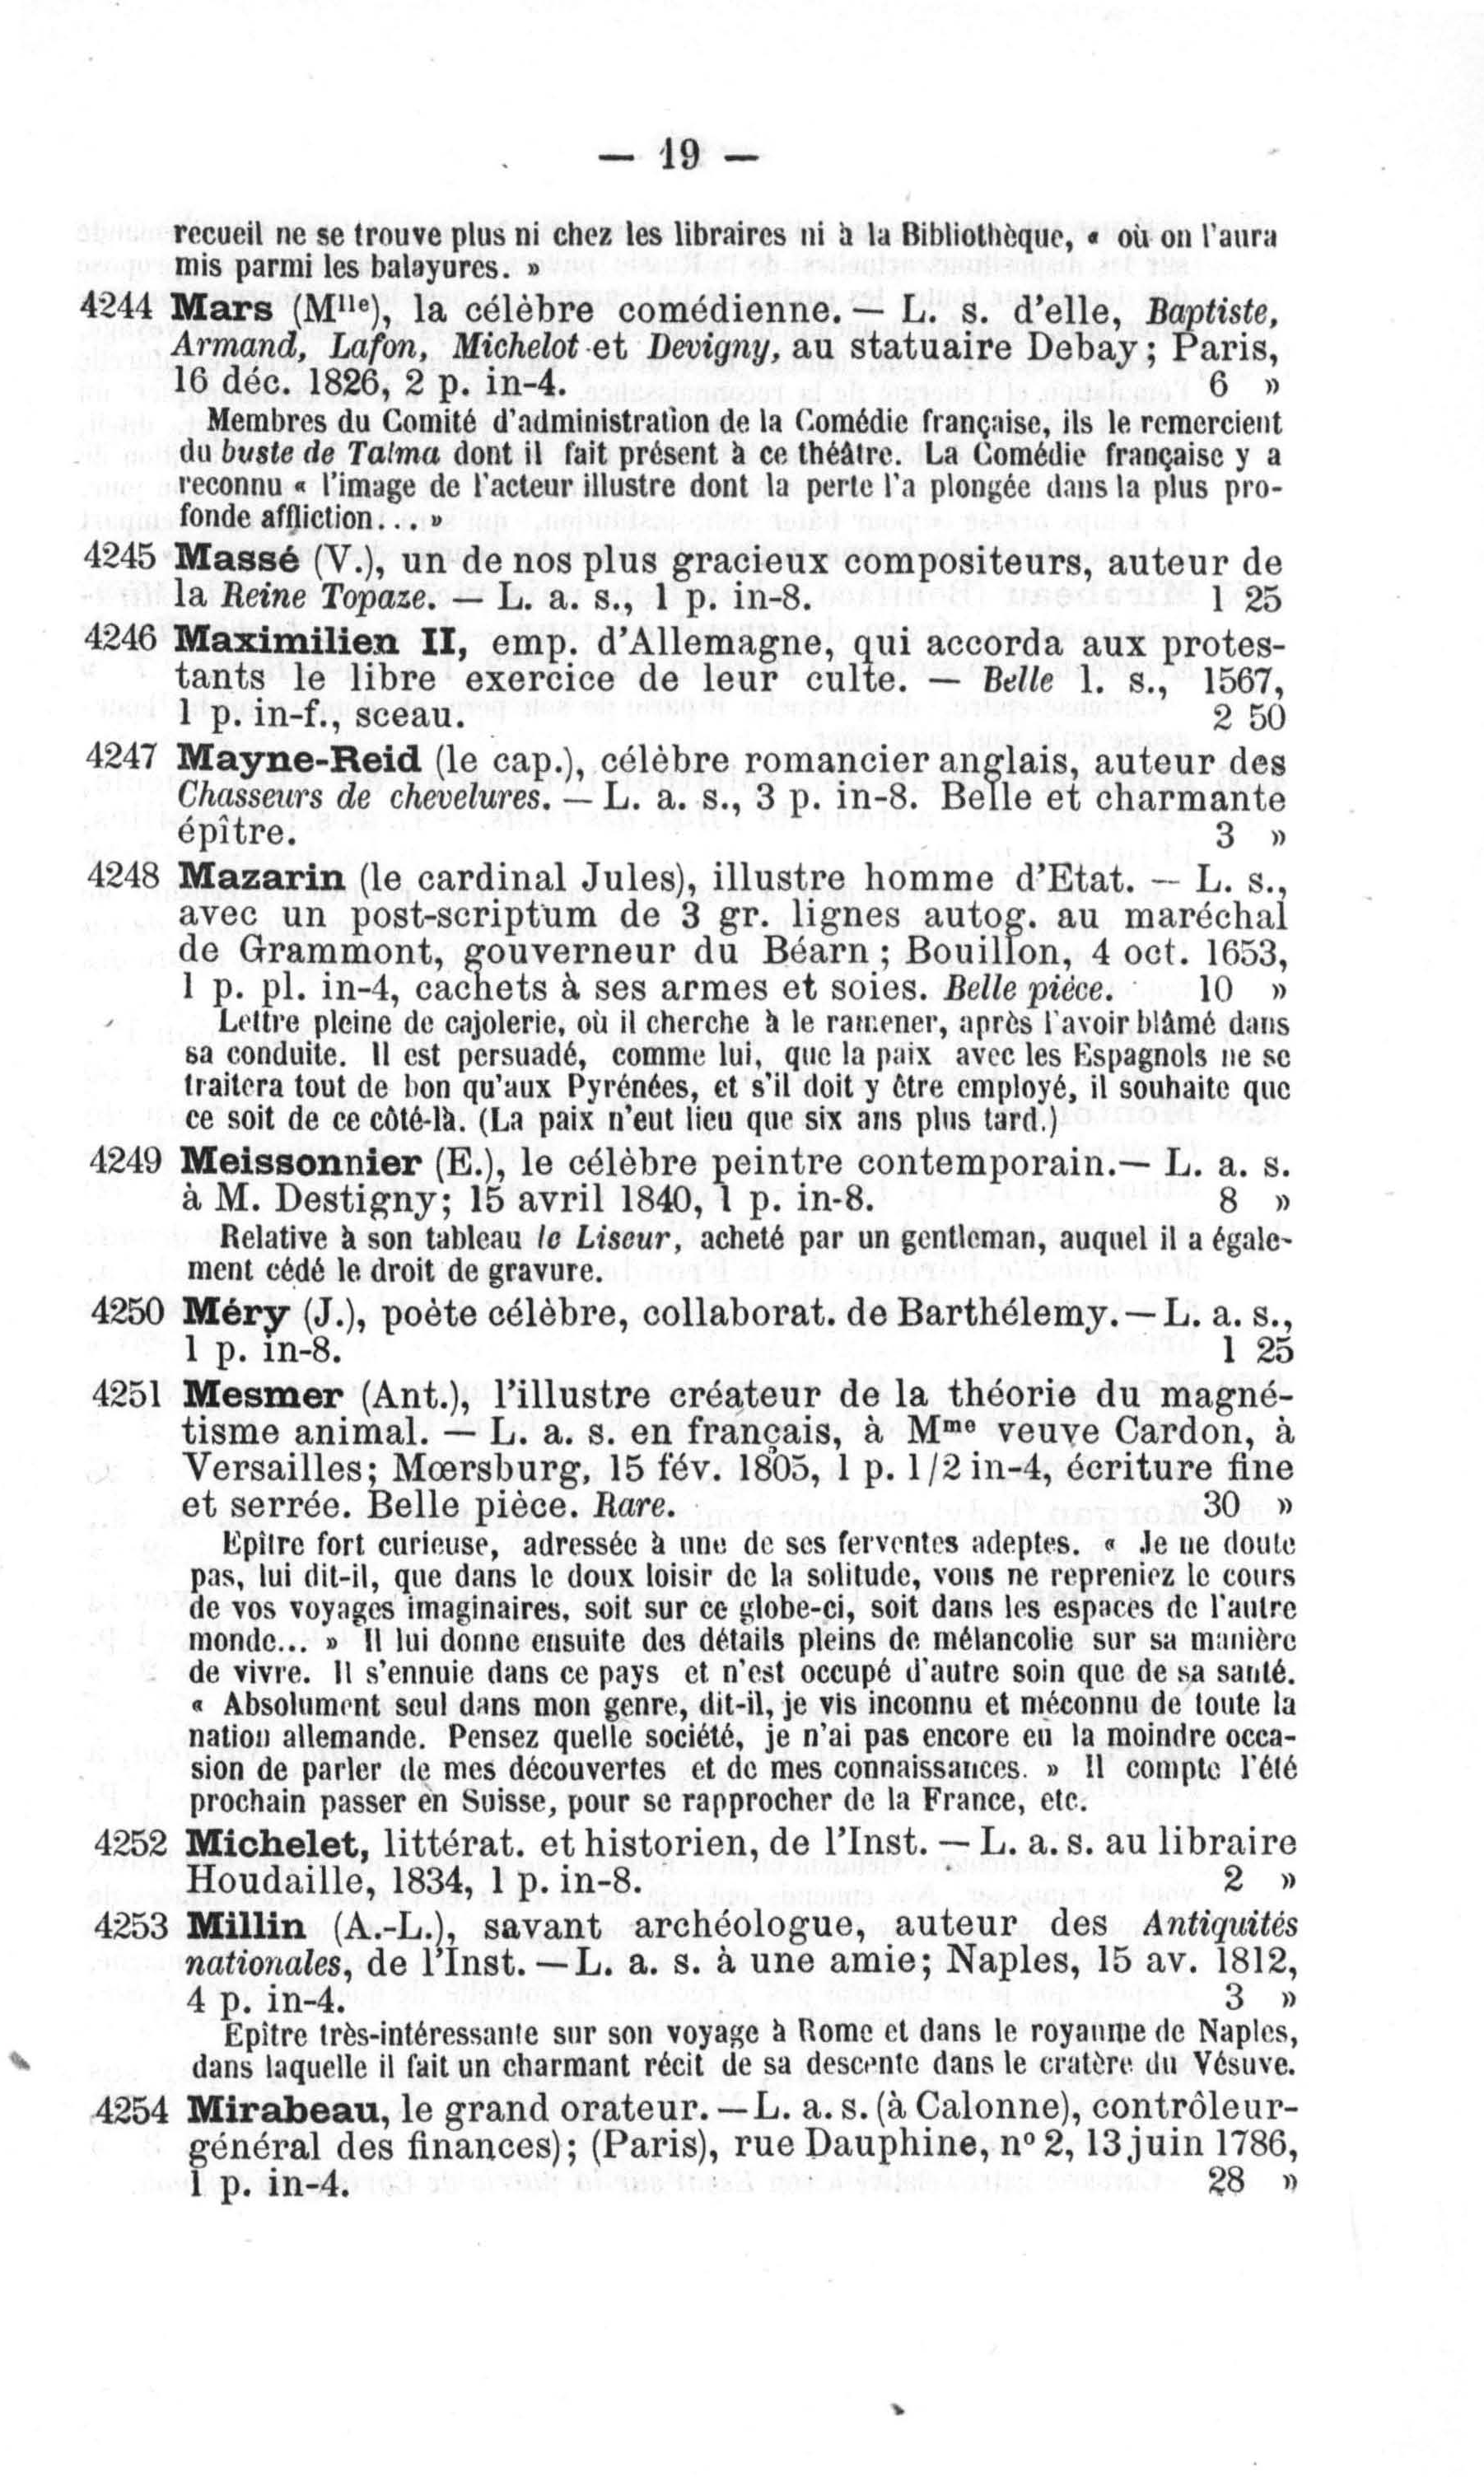 — 19 —
recueil ne se trouve plus ni chez les libraires ni à la Bibliothèque, « où on l'aura
mis parmi les balayures. »
4244 Mars (Mlle), la célèbre comédienne. — L. s. d'elle, Baptiste,
Armand, Lafon, Michelot et Devigny, au statuaire Debay; Paris,
16 déc. 1826, 2 p. in-4. 6 »
Membres du Comité d'administration de la Comédie française, ils le remercient
du buste de Talma dont il fait présent à ce théâtre. La Comédie française y a
reconnu « l'image de l'acteur illustre dont la perte l'a plongée dans la plus pro-
fonde affliction.... »
4245 Massé (V.), un de nos plus gracieux compositeurs, auteur de
la Reine Topaze. — L. a. s., 1 p. in-8. 1 25
4246 Maximilien II, emp. d'Allemagne, qui accorda aux protes-
tants le libre exercice de leur culte. — Belle l. s., 1567,
1 p. in-f., sceau. 2 50
4247 Mayne-Reid (le cap.), célèbre romancier anglais, auteur des
Chasseurs de chevelures. — L. a. s., 3 p. in-8. Belle et charmante
épître. 3 »
4248 Mazarin (le cardinal Jules), illustre homme d'Etat. — L. s.,
avec un post-scriptum de 3 gr. lignes autog. au maréchal
de Grammont, gouverneur du Béarn; Bouillon, 4 oct. 1653,
1 p. pl. in-4, cachets à ses armes et soies. Belle pièce. 10 »
Lettre pleine de cajolerie, où il cherche à le ramener, après l'avoir blâmé dans
sa conduite. Il est persuadé, comme lui, que la paix avec les Espagnols ne se
traitera tout de bon qu'aux Pyrénées, et s'il doit y être employé, il souhaite que
ce soit de ce côté-là. (La paix n'eut lieu que six ans plus tard.)
4249 Meissonnier (E.), le célèbre peintre contemporain.— L. a. s.
à M. Destigny; 15 avril 1840, 1 p. in-8. 8 »
Relative à son tableau le Liseur, acheté par un gentleman, auquel il a égale-
ment cédé le droit de gravure.
4250 Méry (J.), poète célèbre, collaborat. de Barthélemy.—L. a. s.,
1 p. in-8. 1 25
4251 Mesmer (Ant.), l'illustre créateur de la théorie du magné-
tisme animal. — L. a. s. en français, à Mme veuve Cardon, à
Versailles; Mœrsburg, 15 fév. 1805, 1 p. 1/2 in-4, écriture fine
et serrée. Belle pièce. Rare. 30 »
Epître fort curieuse, adressée à une de ses ferventes adeptes. « Je ne doute
pas, lui dit-il, que dans le doux loisir de la solitude, vous ne repreniez le cours
de vos voyages imaginaires, soit sur ce globe-ci, soit dans les espaces de l'autre
monde... » Il lui donne ensuite des détails pleins de mélancolie sur sa manière
de vivre. Il s'ennuie dans ce pays et n'est occupé d'autre soin que de sa santé.
« Absolument seul dans mon genre, dit-il, je vis inconnu et méconnu de toute la
nation allemande. Pensez quelle société, je n'ai pas encore eu la moindre occa-
sion de parler de mes découvertes et de mes connaissances. » Il compte l'été
prochain passer en Suisse, pour se rapprocher de la France, etc.
4252 Michelet, littérat. et historien, de l'Inst. — L. a. s. au libraire
Houdaille, 1834, 1 p. in-8. 2 »
4253 Millin (A.-L.), savant archéologue, auteur des Antiquités
nationales, de l'Inst. — L. a. s. à une amie; Naples, 15 av. 1812,
4 p. in-4. 3 »
Epître très-intéressante sur son voyage à Rome et dans le royaume de Naples,
dans laquelle il fait un charmant récit de sa descente dans le cratère du Vésuve.
4254 Mirabeau, le grand orateur. — L. a. s. (à Calonne), contrôleur-
général des finances); (Paris), rue Dauphine, no 2, 13 juin 1786,
1 p. in-4. 28 »